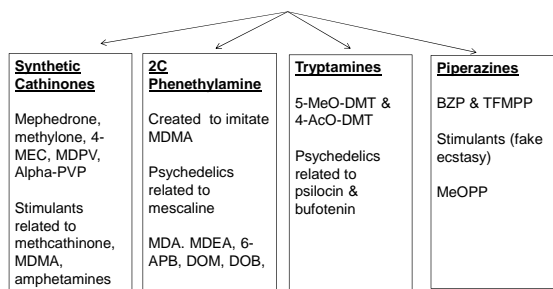 Synthetic
Cathinones
Mephedrone,
methylone, 4-
MEC, MDPV,
Alpha-PVP
Stimulants
related to
methcathinone,
MDMA,
amphetamines
2C
Phenethylamine
Created to imitate
MDMA
Psychedelics
related to
mescaline
MDA. MDEA, 6-
APB, DOM, DOB,
Tryptamines
5-MeO-DMT &
4-AcO-DMT
Psychedelics
related to
psilocin &
bufotenin
Piperazines
BZP & TFMPP
Stimulants (fake
ecstasy)
MeOPP